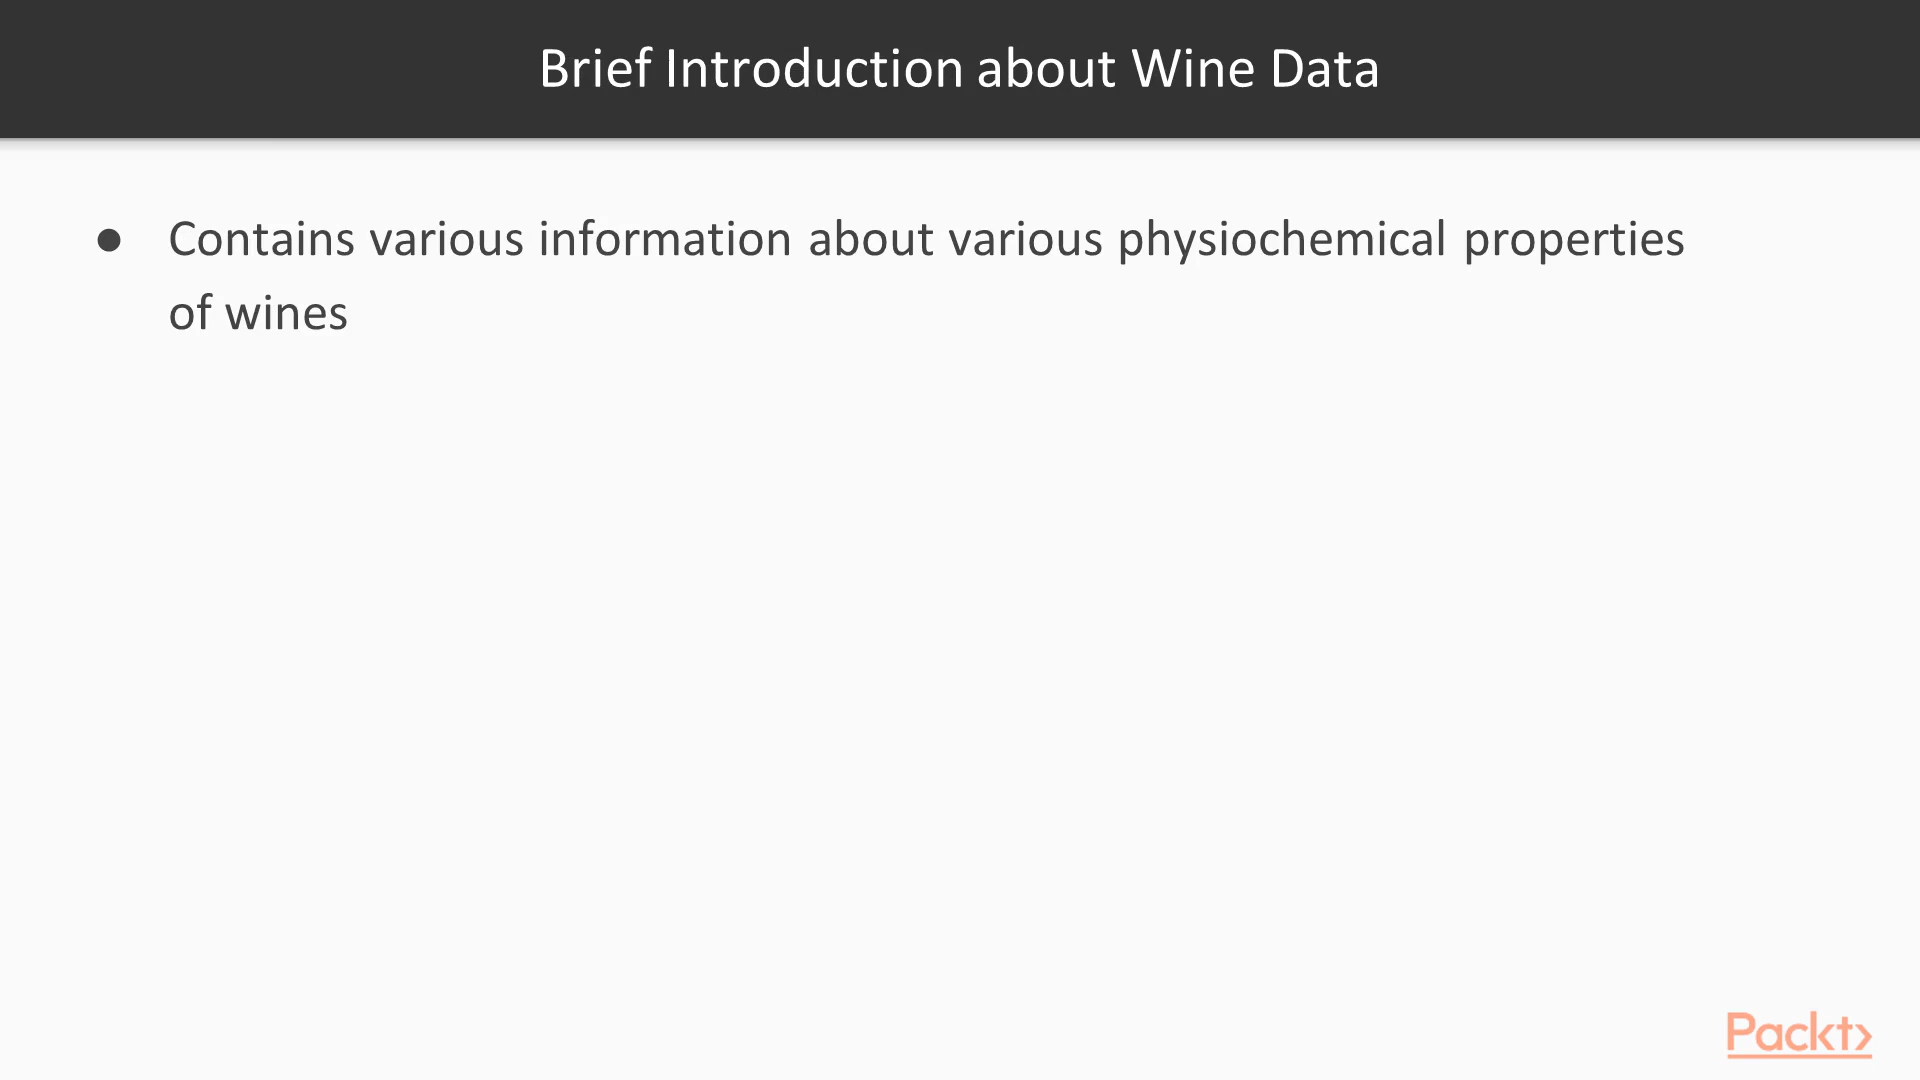 Brief Introduction about Wine Data
● Contains various information about various physiochemical properties
of wines
Packt>